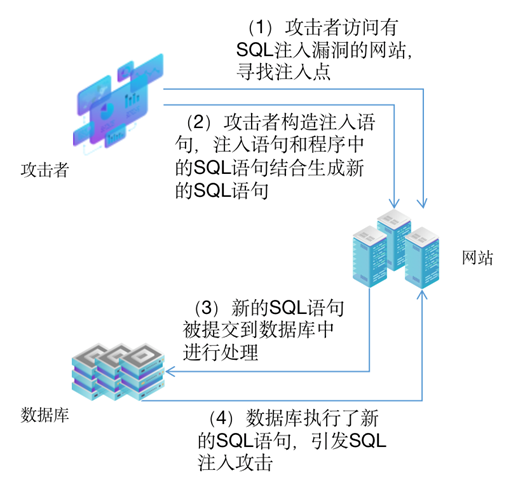 （1）攻击者访问有
SQL注入漏洞的网站，
寻找注入点
（2）攻击者构造注入语
句，注入语句和程序中
的SQL语句结合生成新
的SQL语句
攻击者
网站
（3）新的SQL语句
被提交到数据库中
进行处理
数据库
（4）数据库执行了新
的SQL语句，引发SQL
注入攻击